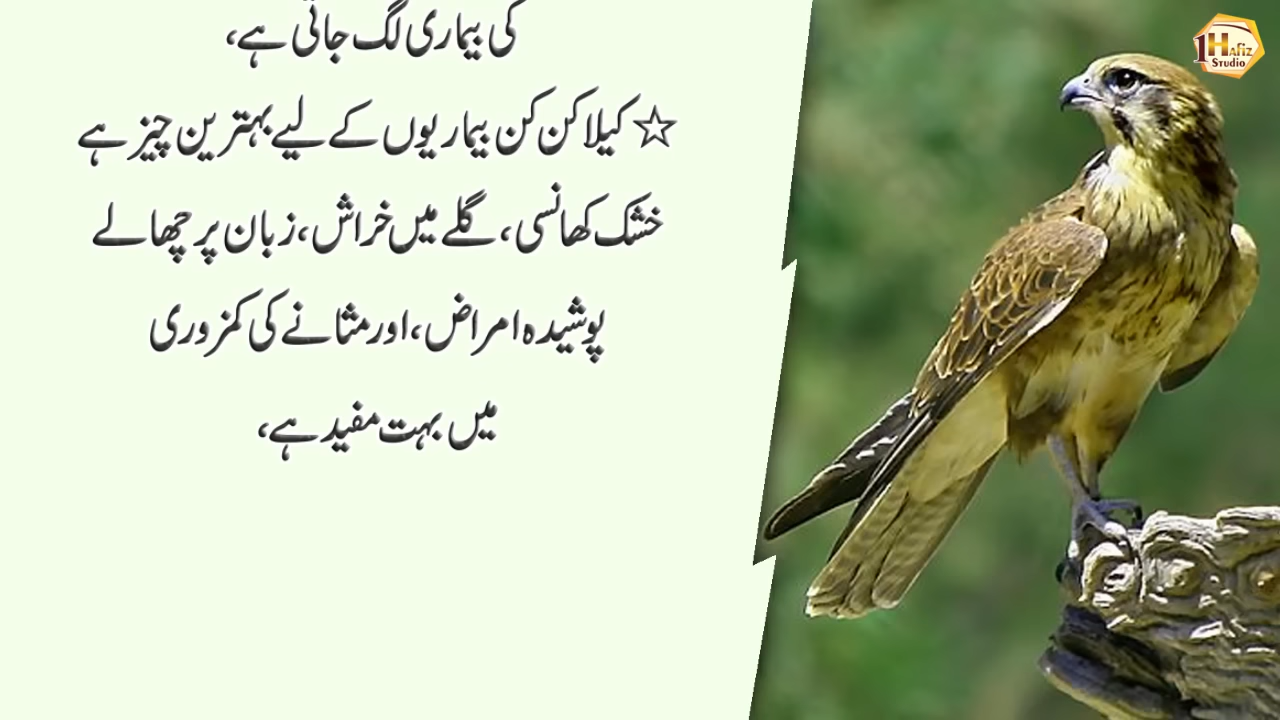 کی بیماری لگ جاتی ہے،
☆ کیلا کن کن بیماریوں کے لیے بہترین چیز ہے
خشک کھانسی، گلے میں خراش، زبان پر چھالے
پوشیدہ امراض، اور مثانے کی کمزوری
میں بہت مفید ہے،
1Hafiz
Studio